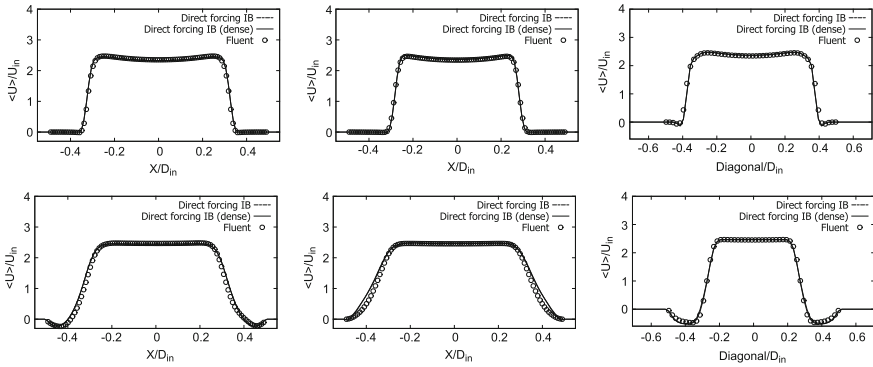 Direct forcing IB
Direct forcing IB (dense)
Fluent
<U>/U_in
4
3
2
1
0
-0.4 -0.2 0 0.2 0.4
X/D_in
Direct forcing IB
Direct forcing IB (dense)
Fluent
<U>/U_in
4
3
2
1
0
-0.4 -0.2 0 0.2 0.4
X/D_in
Direct forcing IB
Direct forcing IB (dense)
Fluent
<U>/U_in
4
3
2
1
0
-0.6 -0.4 -0.2 0 0.2 0.4 0.6
Diagonal/D_in
Direct forcing IB
Direct forcing IB (dense)
Fluent
<U>/U_in
4
3
2
1
0
-0.4 -0.2 0 0.2 0.4
X/D_in
Direct forcing IB
Direct forcing IB (dense)
Fluent
<U>/U_in
4
3
2
1
0
-0.4 -0.2 0 0.2 0.4
X/D_in
Direct forcing IB
Direct forcing IB (dense)
Fluent
<U>/U_in
4
3
2
1
0
-0.6 -0.4 -0.2 0 0.2 0.4 0.6
Diagonal/D_in